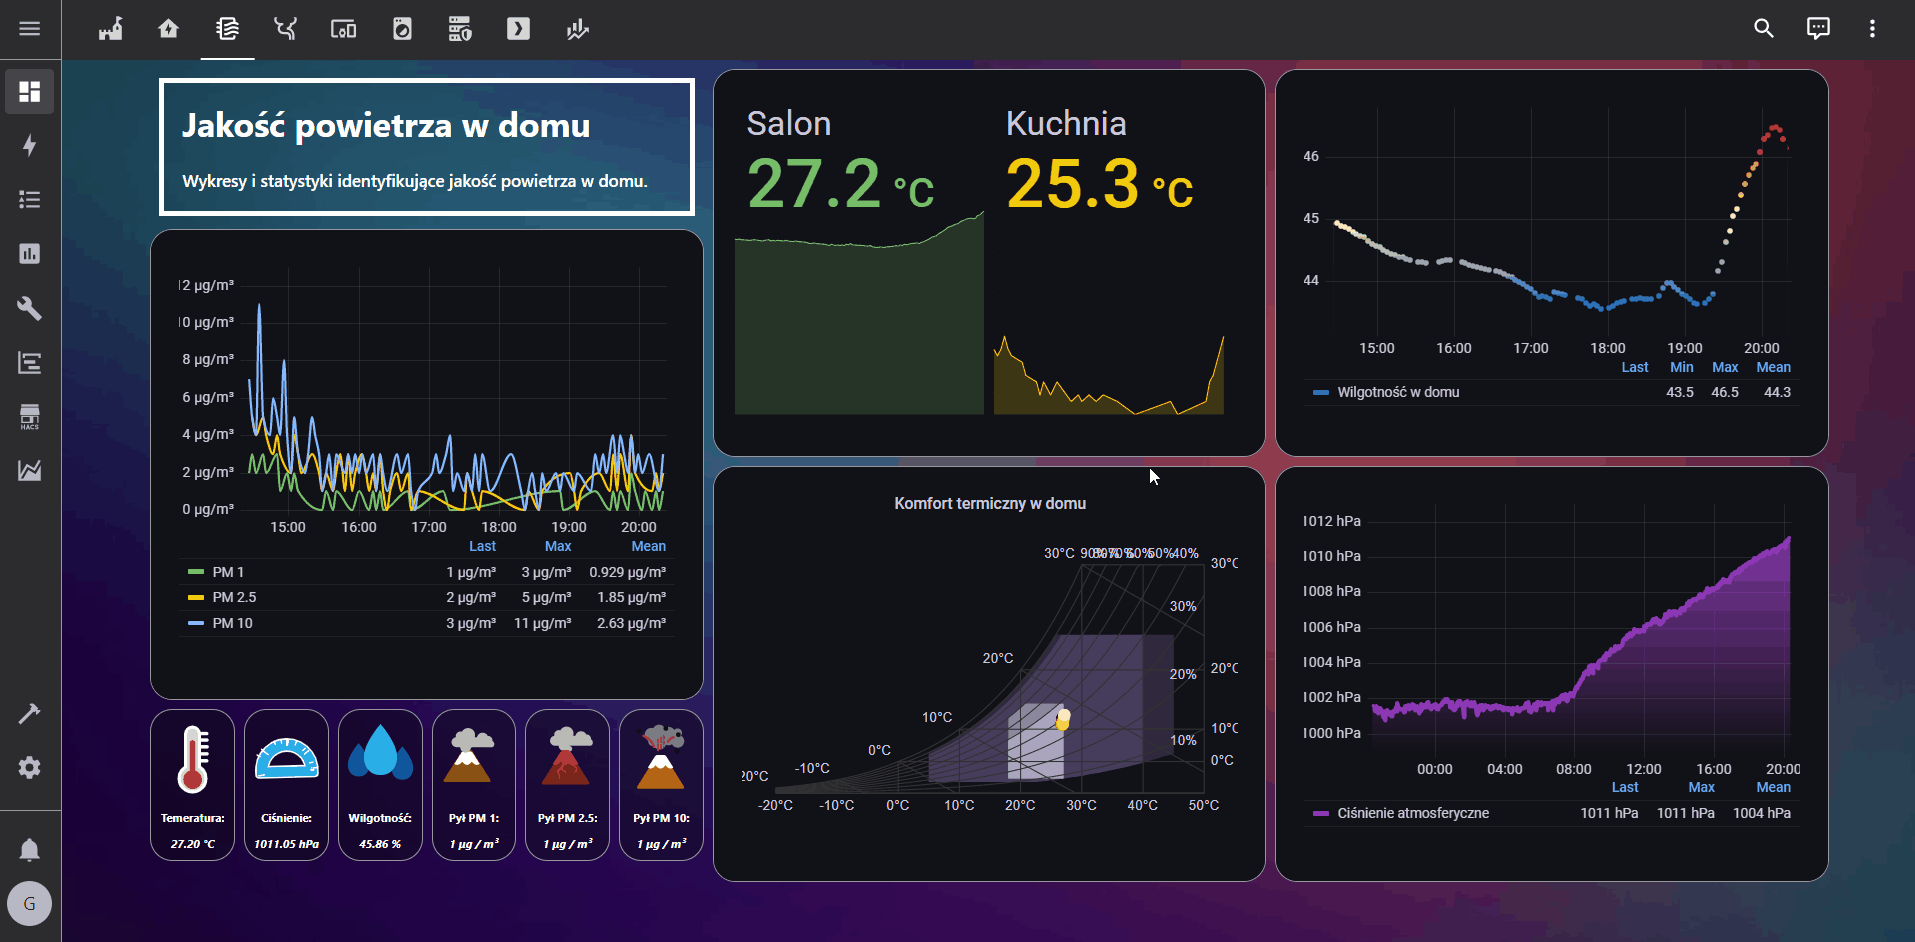 Jakość powietrza w domu
Wykresy i statystyki identyfikujące jakość powietrza w domu.
12 µg/m³
10 µg/m³
8 µg/m³
6 µg/m³
4 µg/m³
2 µg/m³
0 µg/m³
15:00 16:00 17:00 18:00 19:00 20:00
Last Max Mean
PM 1 1 µg/m³ 3 µg/m³ 0.929 µg/m³
PM 2.5 2 µg/m³ 5 µg/m³ 1.85 µg/m³
PM 10 3 µg/m³ 11 µg/m³ 2.63 µg/m³
Temeratura:
27.20 °C
Ciśnienie:
1011.05 hPa
Wilgotność:
45.86 %
Pył PM 1:
1 µg / m³
Pył PM 2.5:
1 µg / m³
Pył PM 10:
1 µg / m³
Salon
27.2 °C
Kuchnia
25.3 °C
Komfort termiczny w domu
30°C 90% 80% 70% 60% 50% 40% 30°C
30%
20°C 20% 20°C
10°C 10% 10°C
0°C 0°C
-10°C
20°C
-20°C -10°C 0°C 10°C 20°C 30°C 40°C 50°C
46
45
44
15:00 16:00 17:00 18:00 19:00 20:00
Last Min Max Mean
Wilgotność w domu 43.5 46.5 44.3
1012 hPa
1010 hPa
1008 hPa
1006 hPa
1004 hPa
1002 hPa
1000 hPa
00:00 04:00 08:00 12:00 16:00 20:00
Last Max Mean
Ciśnienie atmosferyczne 1011 hPa 1011 hPa 1004 hPa
HACS
G